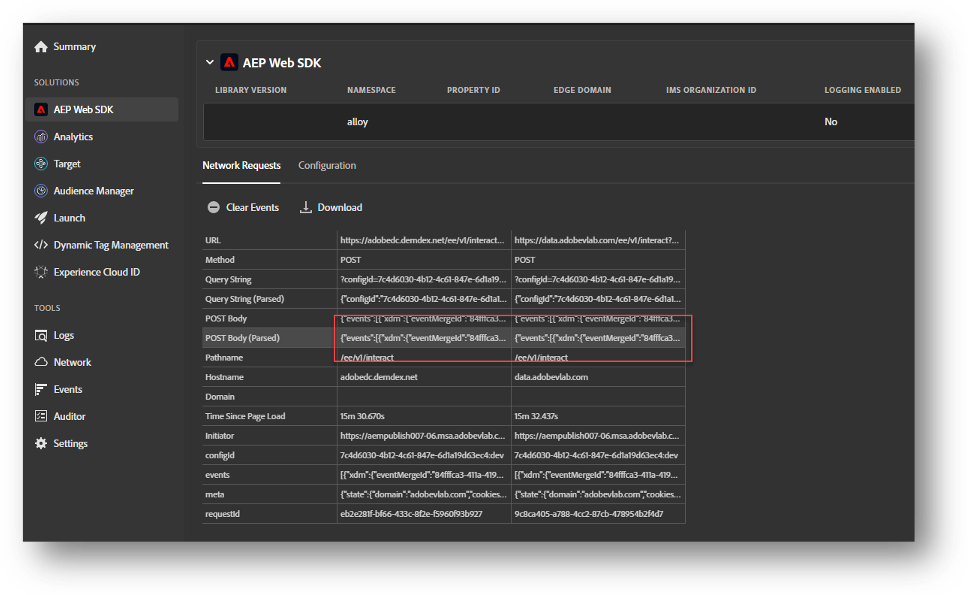 Summary
SOLUTIONS
AEP Web SDK
Analytics
Target
Audience Manager
Launch
Dynamic Tag Management
Experience Cloud ID
TOOLS
Logs
Network
Events
Auditor
Settings
AEP Web SDK
LIBRARY VERSION NAMESPACE PROPERTY ID EDGE DOMAIN IMS ORGANIZATION ID LOGGING ENABLED
alloy No
Network Requests Configuration
Clear Events Download
URL https://adobedc.demdex.net/ee/v1/interact... https://data.adobevlab.com/ee/v1/interact?...
Method POST POST
Query String ?configId=7c4d6030-4b12-4c61-847e-6d1a19... ?configId=7c4d6030-4b12-4c61-847e-6d1a19...
Query String (Parsed) {"configId":"7c4d6030-4b12-4c61-847e-6d1a1... {"configId":"7c4d6030-4b12-4c61-847e-6d1a1...
POST Body {"events":[{"xdm":{"eventMergeId":"84fffca3... {"events":[{"xdm":{"eventMergeId":"84fffca3...
POST Body (Parsed) {"events":[{"xdm":{"eventMergeId":"84fffca3... {"events":[{"xdm":{"eventMergeId":"84fffca3...
Pathname /ee/v1/interact /ee/v1/interact
Hostname adobedc.demdex.net data.adobevlab.com
Domain
Time Since Page Load 15m 30.670s 15m 32.437s
Initiator https://aempublish007-06.msa.adobevlab.c... https://aempublish007-06.msa.adobevlab.c...
configId 7c4d6030-4b12-4c61-847e-6d1a19d63ec4:dev 7c4d6030-4b12-4c61-847e-6d1a19d63ec4:dev
events [{"xdm":{"eventMergeId":"84fffca3-411a-419... [{"xdm":{"eventMergeId":"84fffca3-411a-419...
meta {"state":{"domain":"adobevlab.com","cookies... {"state":{"domain":"adobevlab.com","cookies...
requestId eb2e281f-bf66-433c-8f2e-f5960f93b927 9c8ca405-a788-4cc2-87cb-478954b2f4d7